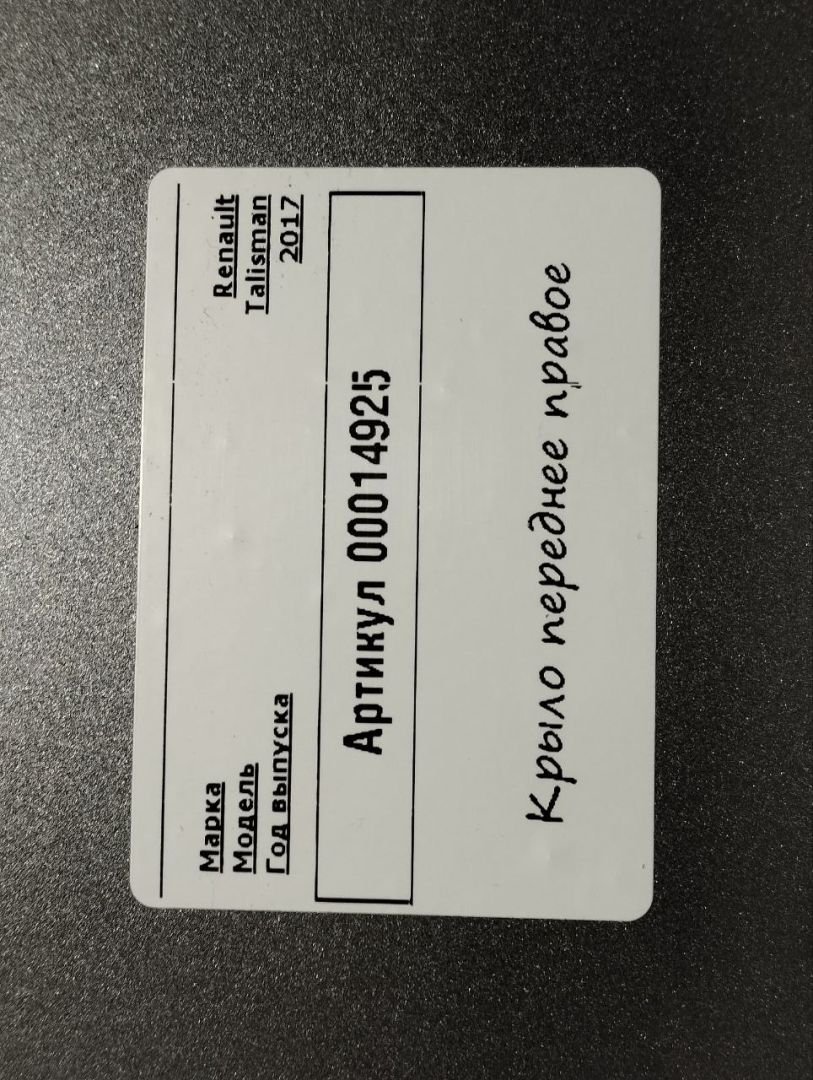 Марка Renault
Модель Talisman
Год выпуска 2017
Артикул 00014925
Крыло переднее правое